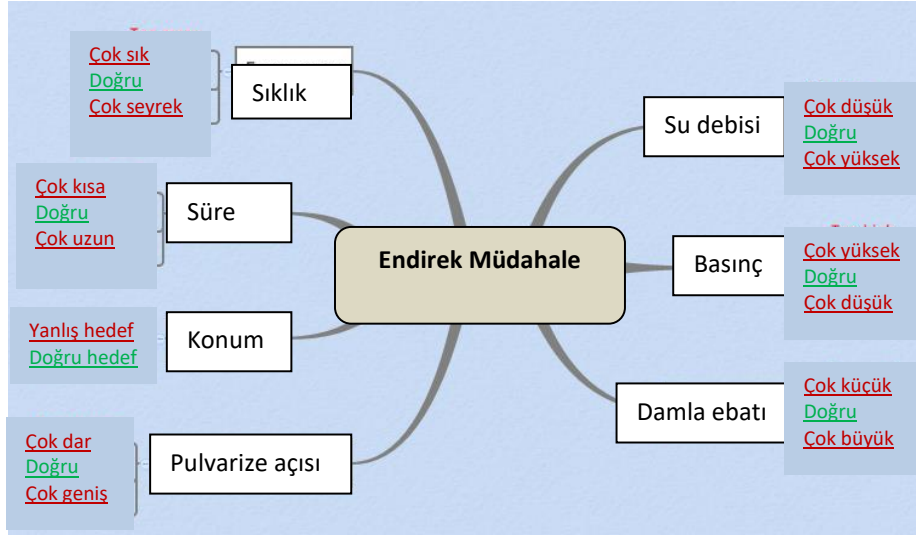 Çok sık
Doğru
Çok seyrek
Sıklık
Çok kısa
Doğru
Çok uzun
Süre
Yanlış hedef
Doğru hedef
Konum
Çok dar
Doğru
Çok geniş
Pulvarize açısı
Endirek Müdahale
Su debisi
Çok düşük
Doğru
Çok yüksek
Basınç
Çok yüksek
Doğru
Çok düşük
Damla ebatı
Çok küçük
Doğru
Çok büyük